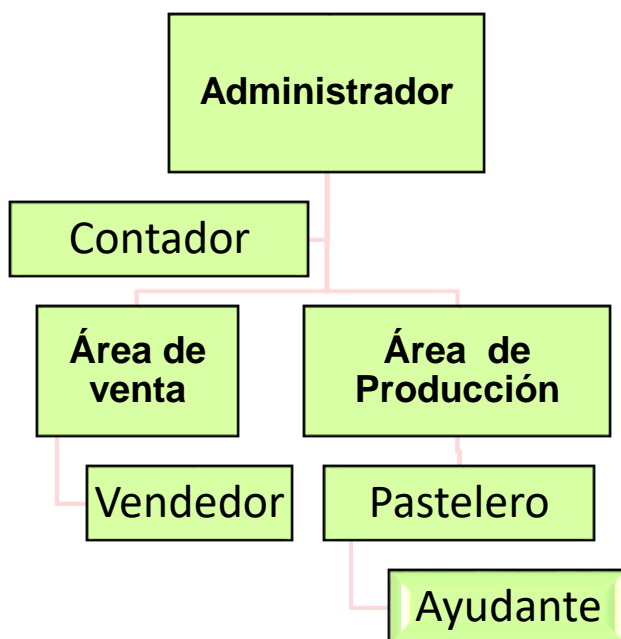 Administrador
Contador
Área de
venta
Área de
Producción
Vendedor
Pastelero
Ayudante